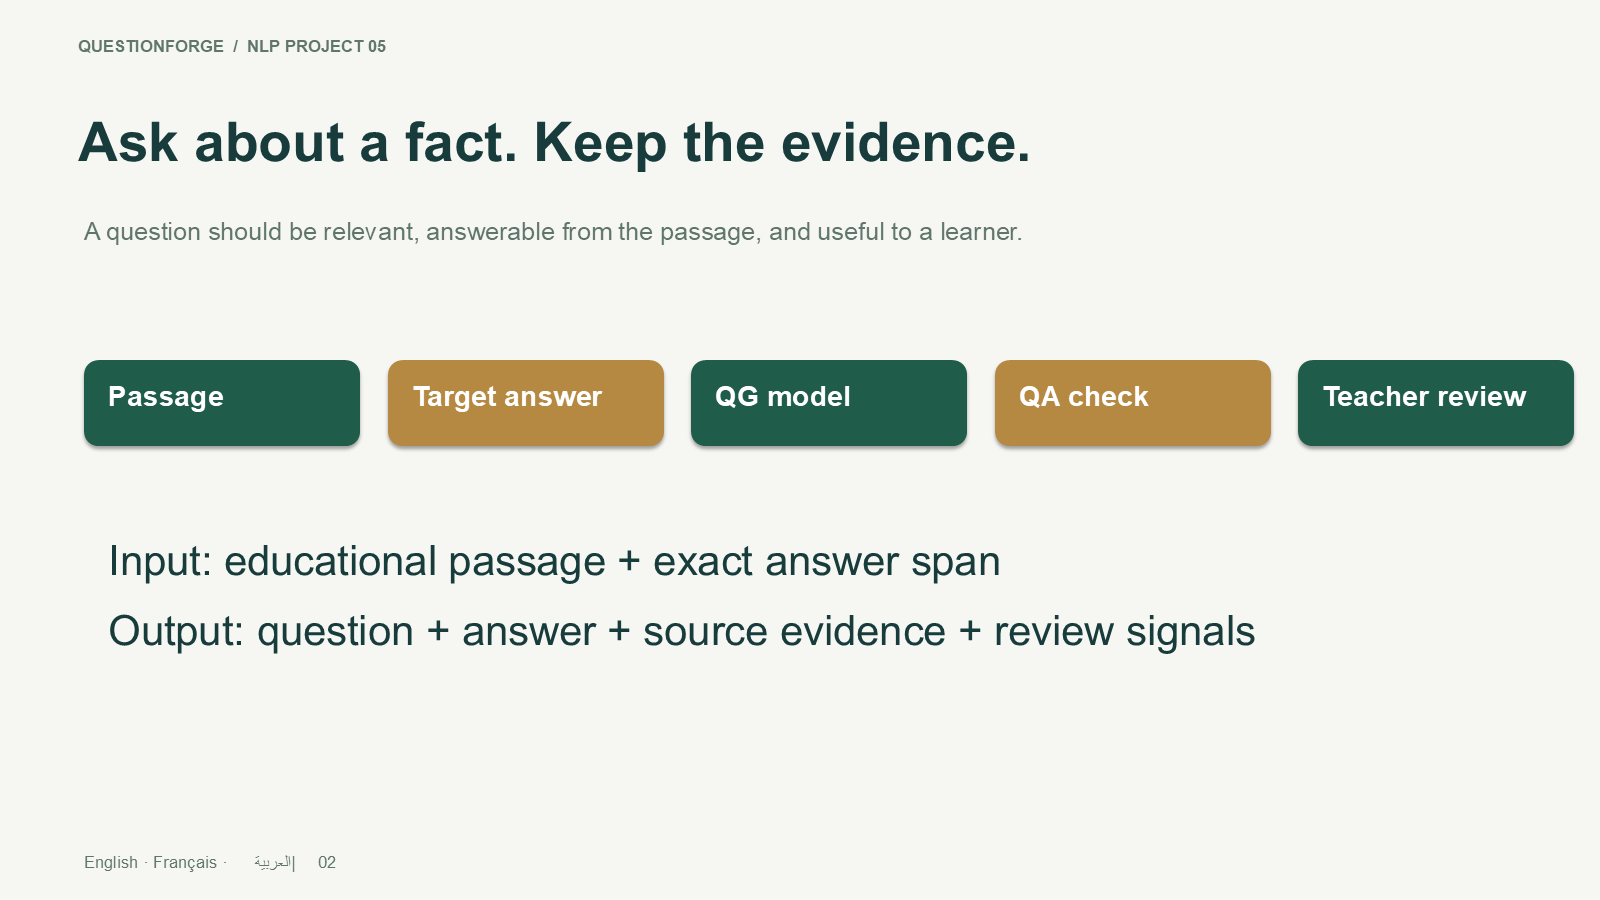 QUESTIONFORGE / NLP PROJECT 05
Ask about a fact. Keep the evidence.
A question should be relevant, answerable from the passage, and useful to a learner.
Passage
Target answer
QG model
QA check
Teacher review
Input: educational passage + exact answer span
Output: question + answer + source evidence + review signals
English · Français · العربية | 02